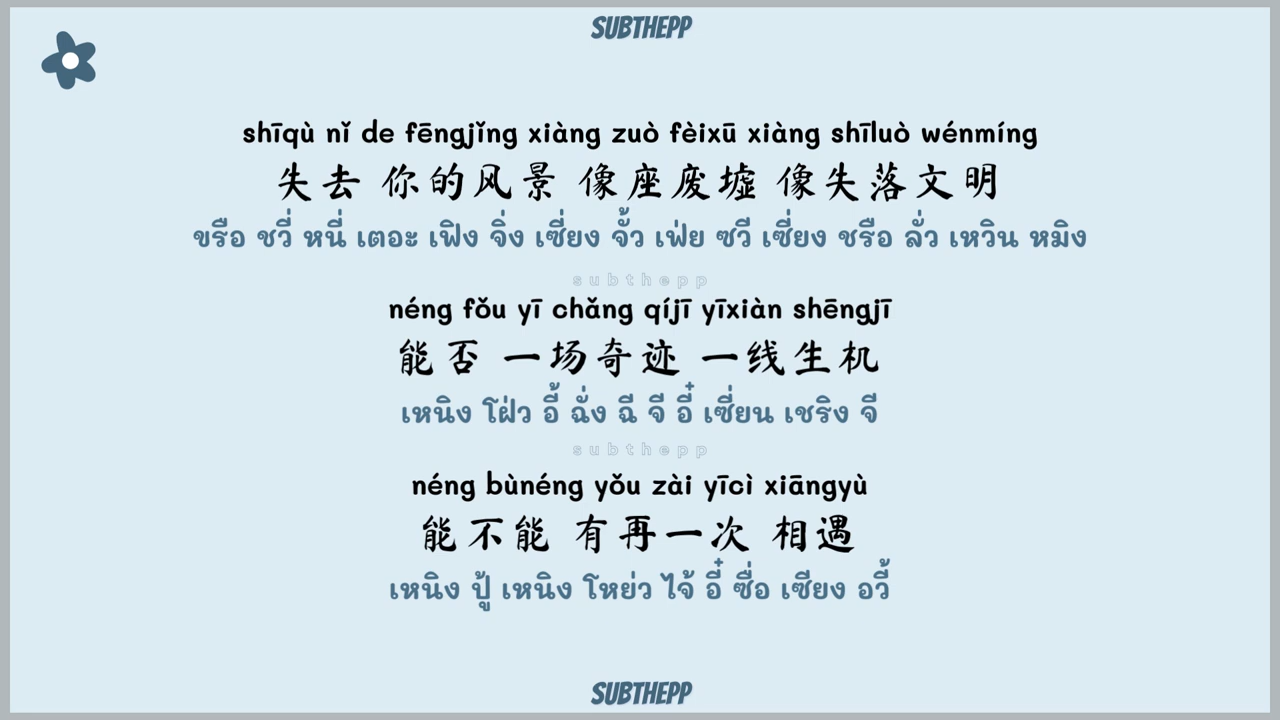 SUBTHEPP
shīqù nǐ de fēngjǐng xiàng zuò fèixū xiàng shīluò wénmíng
失去 你的风景 像座废墟 像失落文明
ขรือ ชวี่ หนี่ เตอะ เฟิง จิ่ง เซี่ยง จั้ว เฟ่ย ซวี เซี่ยง ชรือ ลั่ว เหวิน หมิง
subthepp
néng fǒu yī chǎng qíjī yīxiàn shēngjī
能否 一场奇迹 一线生机
เหนิง โฝ่ว อี้ ฉั่ง ฉี จี อี๋ เซี่ยน เชริง จี
subthepp
néng bùnéng yǒu zài yīcì xiāngyù
能不能 有再一次 相遇
เหนิง ปู้ เหนิง โหย่ว ไจ้ อี๋ ซื่อ เซียง อวี้
SUBTHEPP